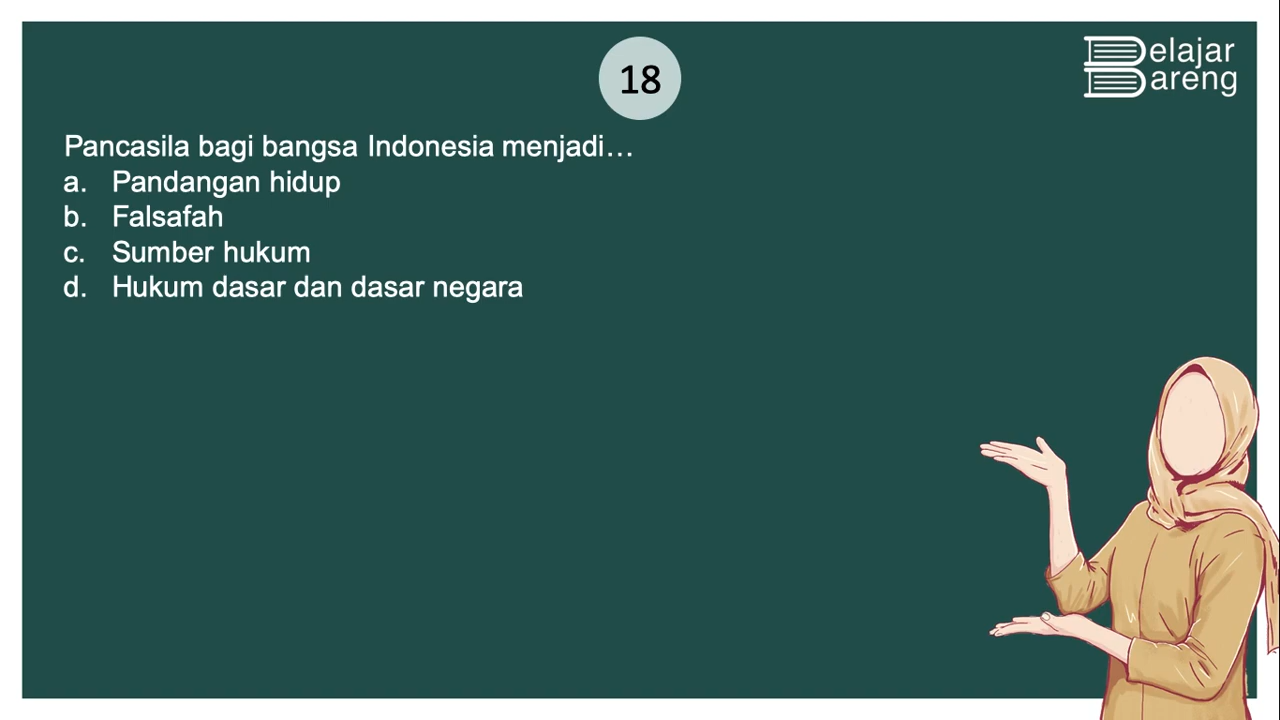 18
Belajar
Bareng
Pancasila bagi bangsa Indonesia menjadi...
a. Pandangan hidup
b. Falsafah
c. Sumber hukum
d. Hukum dasar dan dasar negara